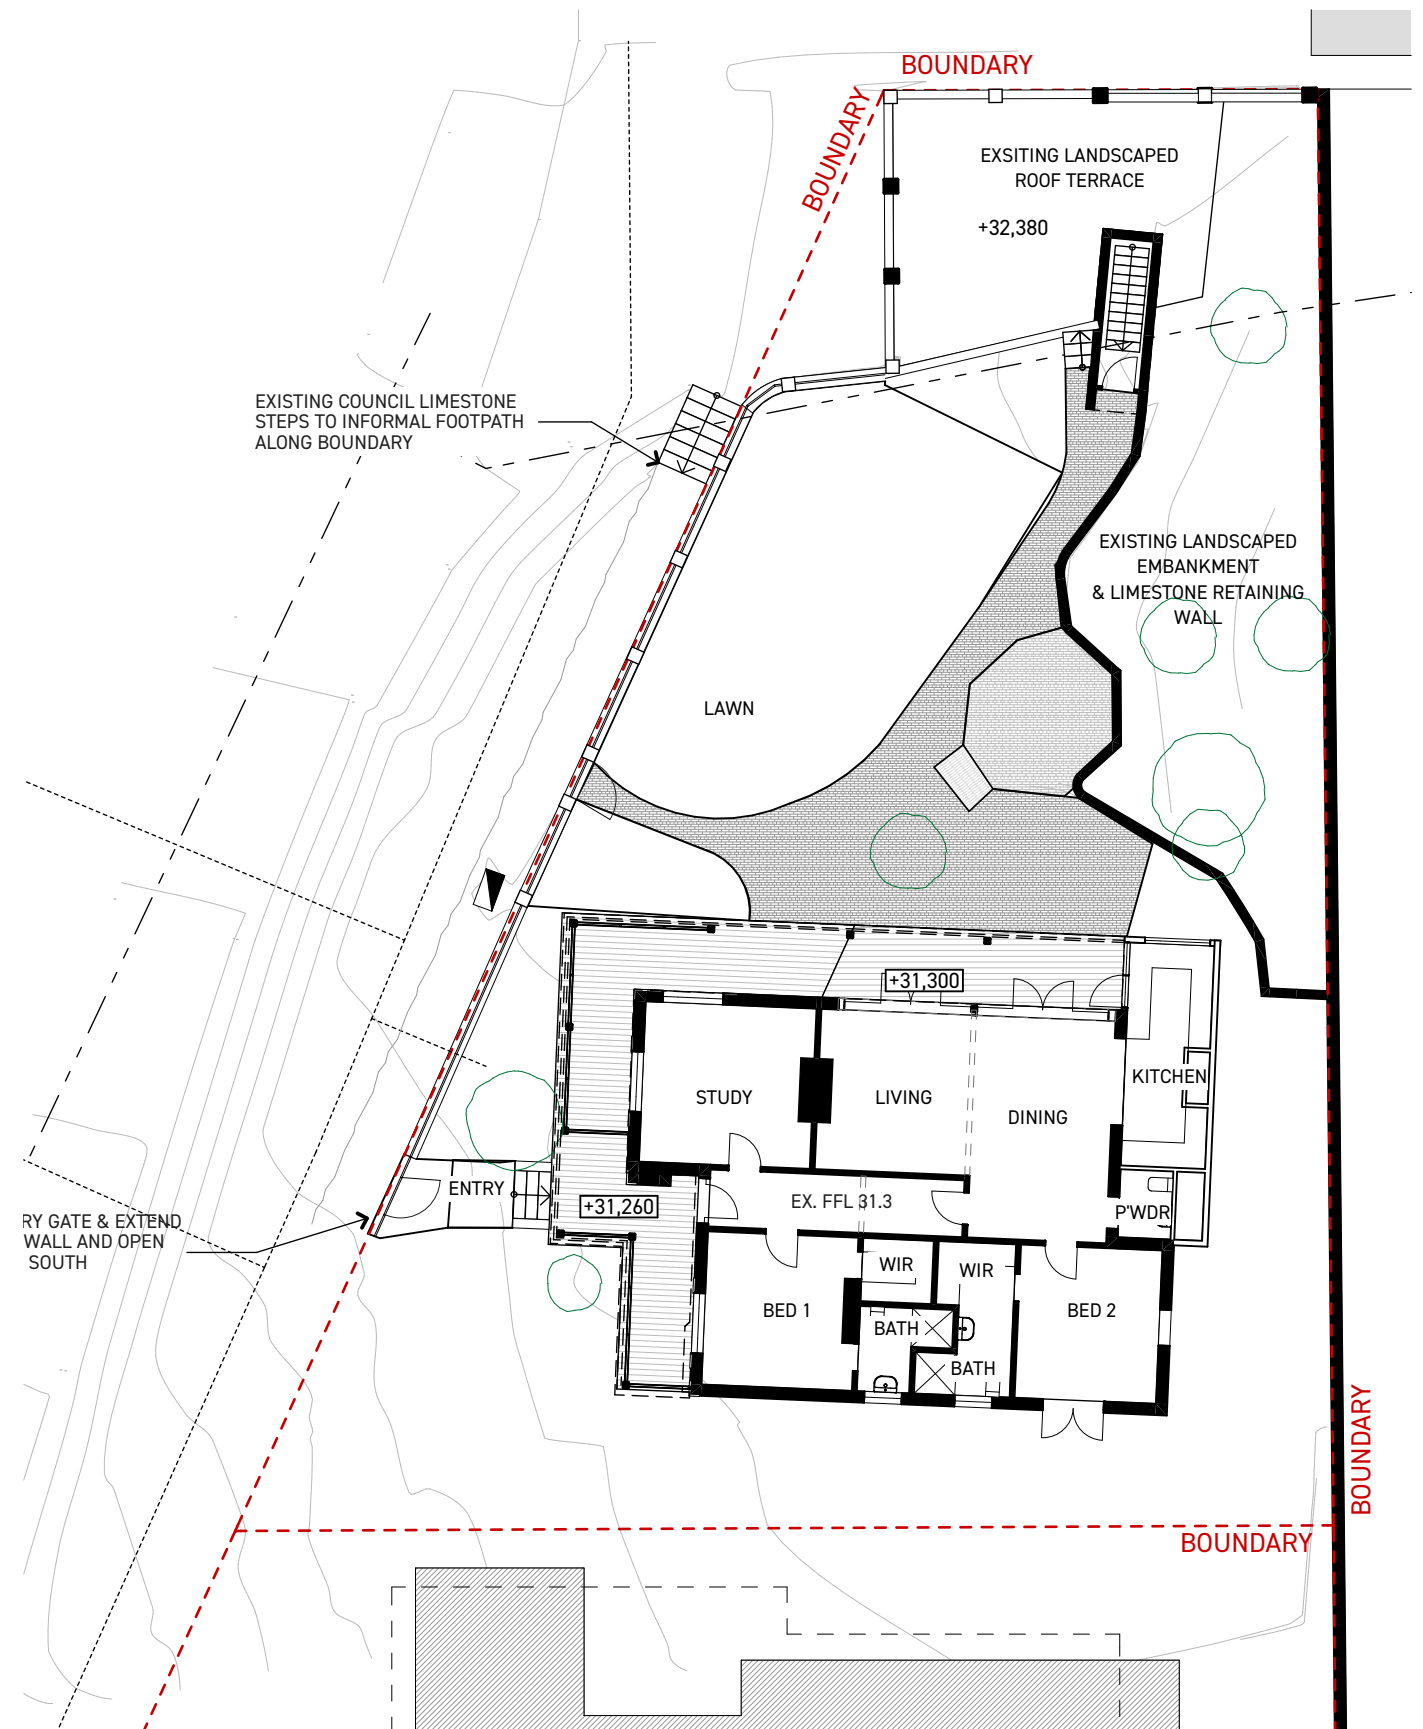 BOUNDARY
BOUNDARY
EXSITING LANDSCAPED
ROOF TERRACE
+32,380
EXISTING COUNCIL LIMESTONE
STEPS TO INFORMAL FOOTPATH
ALONG BOUNDARY
EXISTING LANDSCAPED
EMBANKMENT
& LIMESTONE RETAINING
WALL
LAWN
+31,300
KITCHEN
STUDY
LIVING
DINING
ENTRY
+31,260
EX. FFL 31.3
P'WDR
RY GATE & EXTEND
WALL AND OPEN
SOUTH
WIR
WIR
BED 1
BED 2
BATH
BATH
BOUNDARY
BOUNDARY